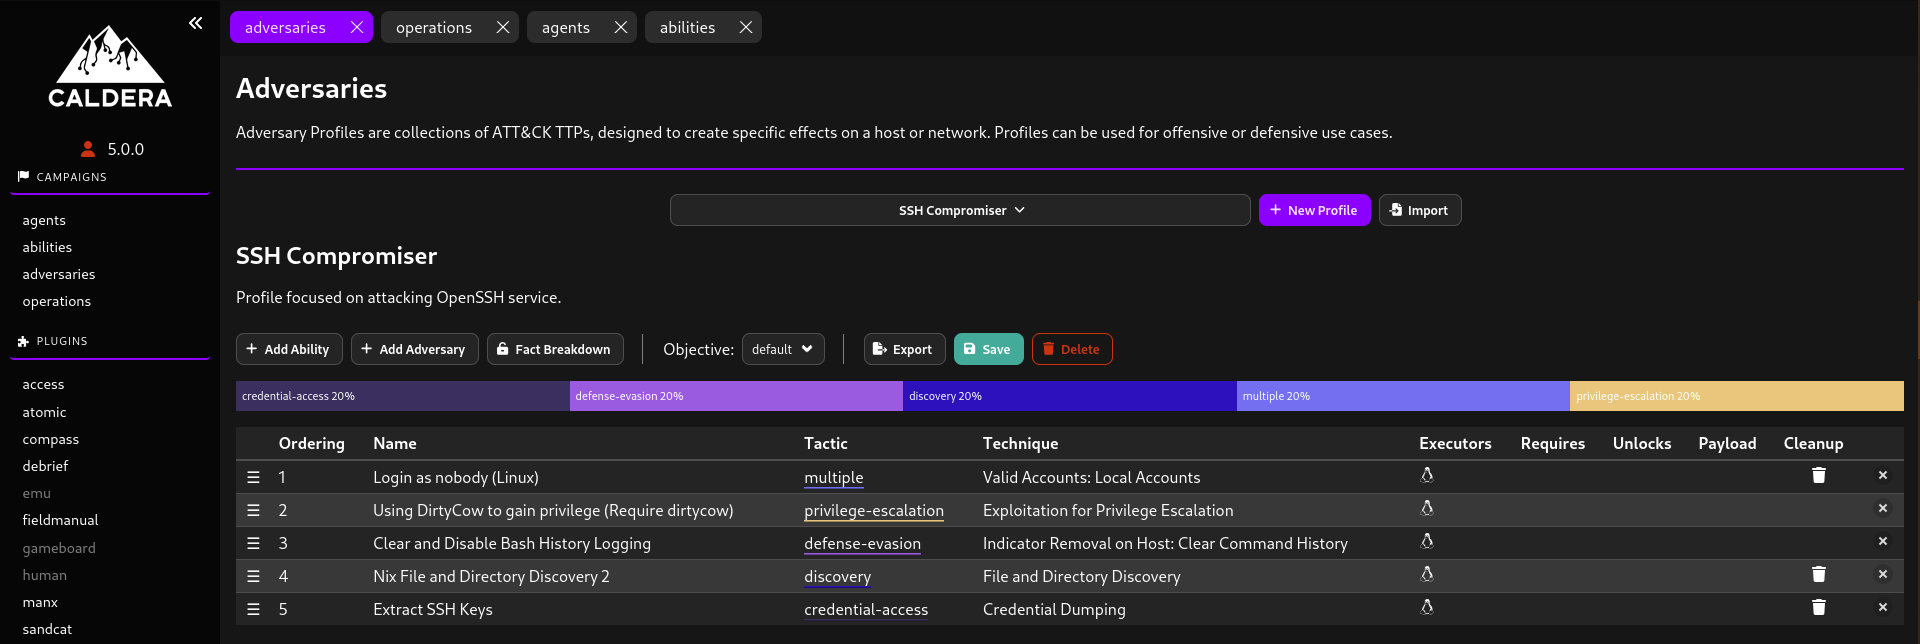 adversaries operations agents abilities
CALDERA
5.0.0
CAMPAIGNS
agents
abilities
adversaries
operations
PLUGINS
access
atomic
compass
debrief
emu
fieldmanual
gameboard
human
manx
sandcat
Adversaries
Adversary Profiles are collections of ATT&CK TTPs, designed to create specific effects on a host or network. Profiles can be used for offensive or defensive use cases.
SSH Compromiser New Profile Import
SSH Compromiser
Profile focused on attacking OpenSSH service.
Add Ability Add Adversary Fact Breakdown Objective: default Export Save Delete
credential-access 20% defense-evasion 20% discovery 20% multiple 20% privilege-escalation 20%
Ordering Name Tactic Technique Executors Requires Unlocks Payload Cleanup
1 Login as nobody (Linux) multiple Valid Accounts: Local Accounts
2 Using DirtyCow to gain privilege (Require dirtycow) privilege-escalation Exploitation for Privilege Escalation
3 Clear and Disable Bash History Logging defense-evasion Indicator Removal on Host: Clear Command History
4 Nix File and Directory Discovery 2 discovery File and Directory Discovery
5 Extract SSH Keys credential-access Credential Dumping